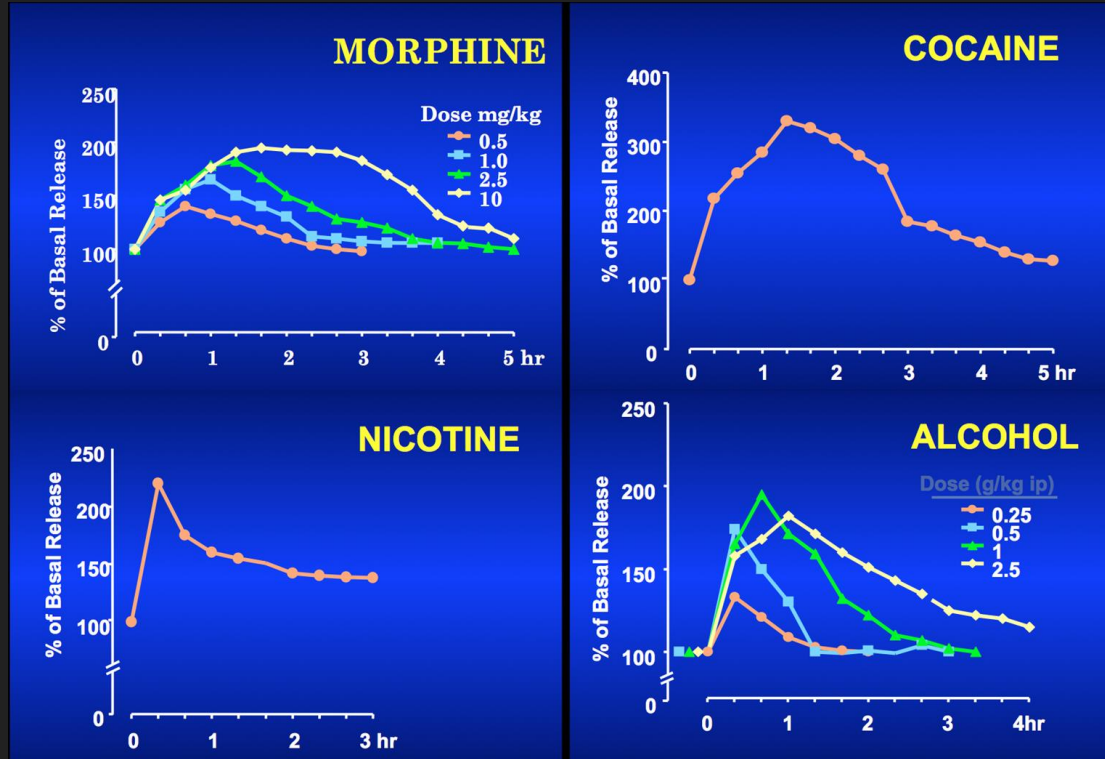 MORPHINE
% of Basal Release
250
200
150
100
0
Dose mg/kg
0.5
1.0
2.5
10
0 1 2 3 4 5 hr
COCAINE
% of Basal Release
400
300
200
100
0
0 1 2 3 4 5 hr
NICOTINE
% of Basal Release
250
200
150
100
0
0 1 2 3 hr
ALCOHOL
% of Basal Release
250
200
150
100
0
Dose (g/kg ip)
0.25
0.5
1
2.5
0 1 2 3 4hr